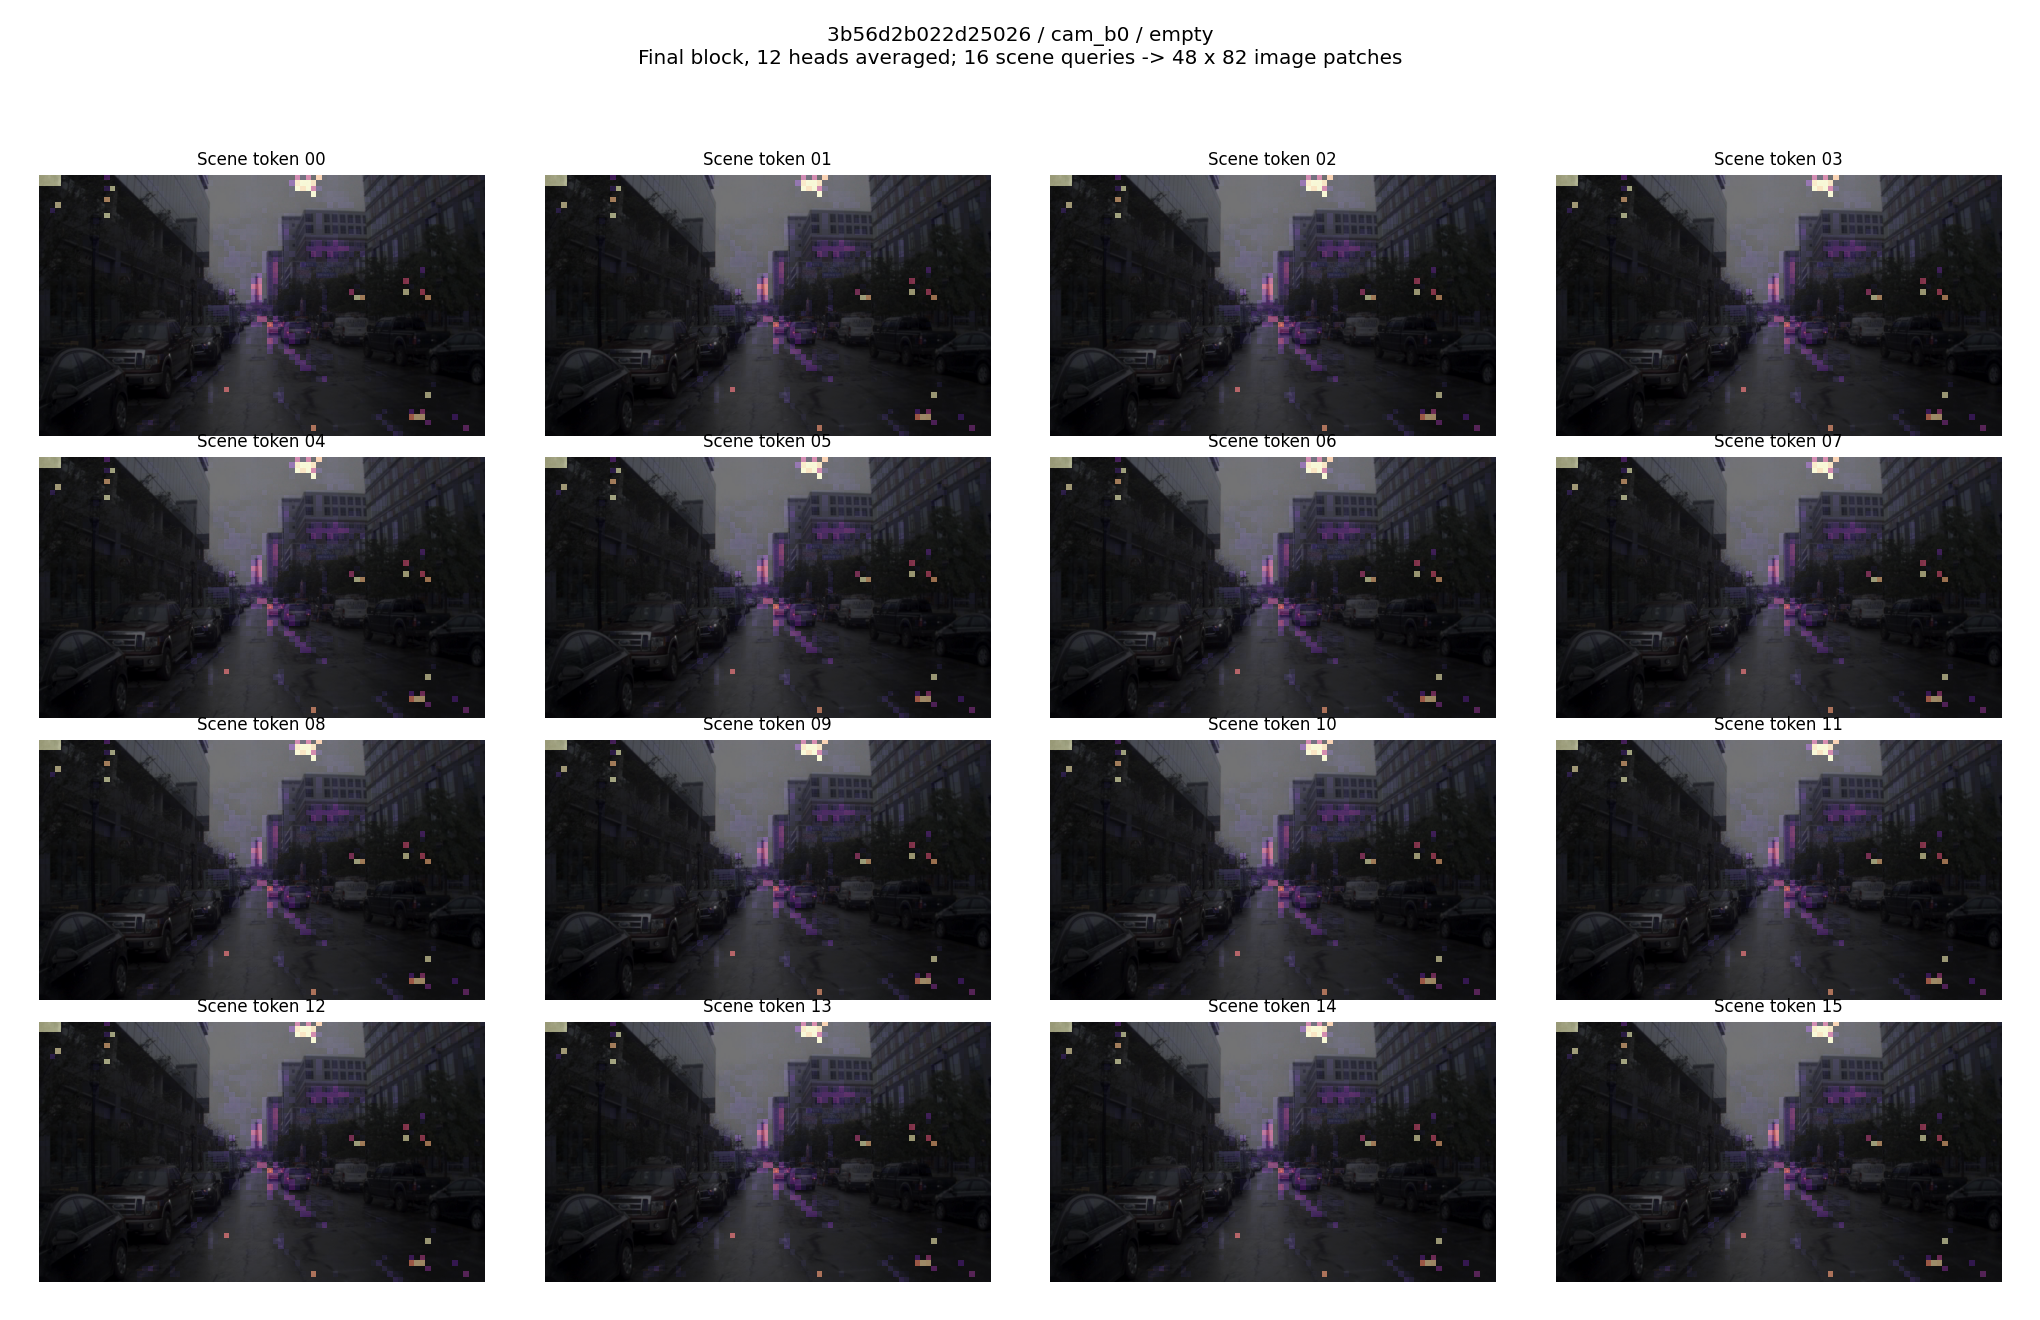 3b56d2b022d25026 / cam_b0 / empty
Final block, 12 heads averaged; 16 scene queries -> 48 x 82 image patches
Scene token 00
Scene token 01
Scene token 02
Scene token 03
Scene token 04
Scene token 05
Scene token 06
Scene token 07
Scene token 08
Scene token 09
Scene token 10
Scene token 11
Scene token 12
Scene token 13
Scene token 14
Scene token 15